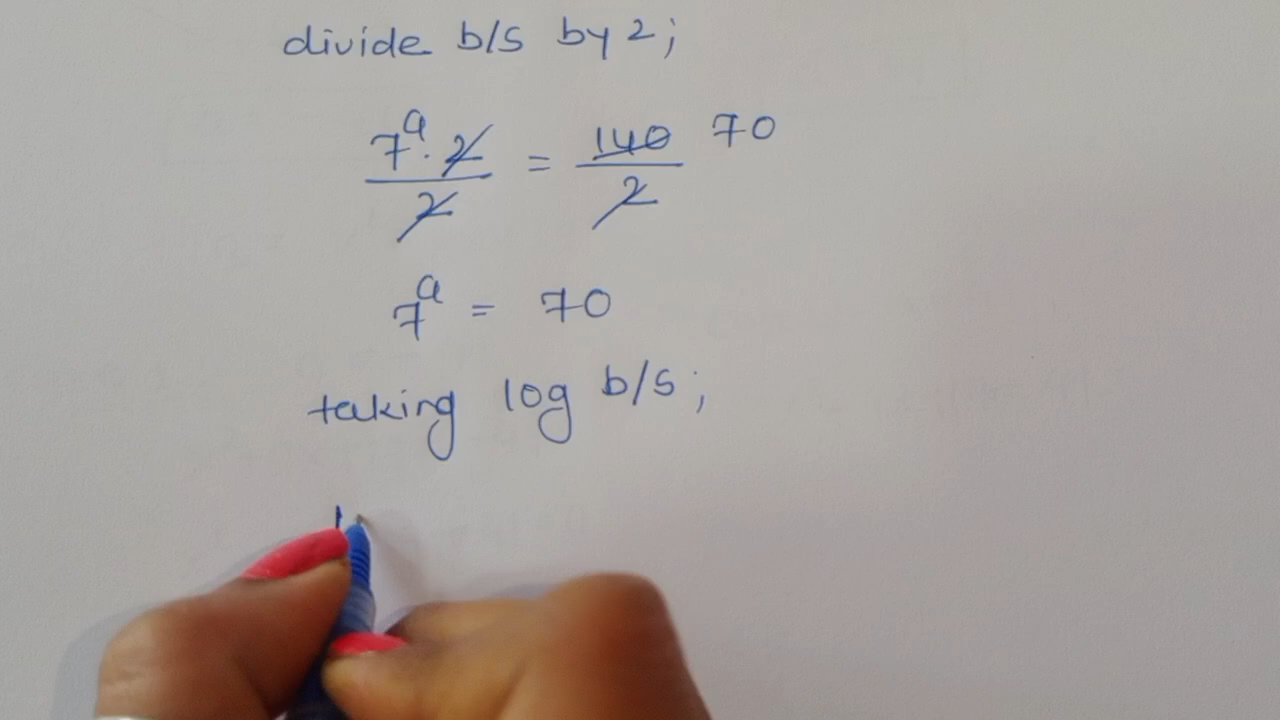 divide b/s by 2;
7^a . 2 / 2 = 140 / 2 70
7^a = 70
taking log b/s;